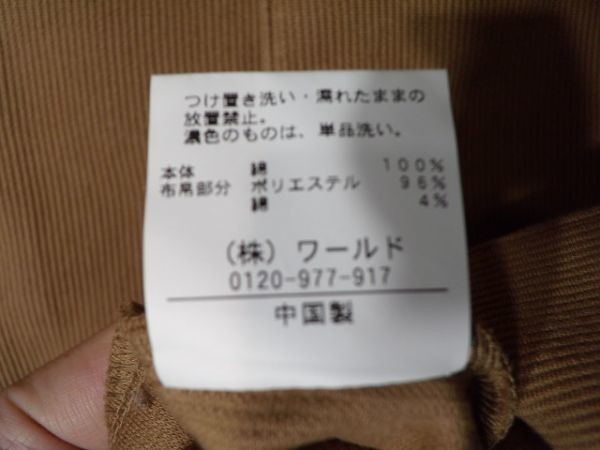 つけ置き洗い・濡れたままの
放置禁止。
濃色のものは、単品洗い。
本体 綿 100%
布帛部分 ポリエステル 96%
綿 4%
(株) ワールド
0120-977-917
中国製